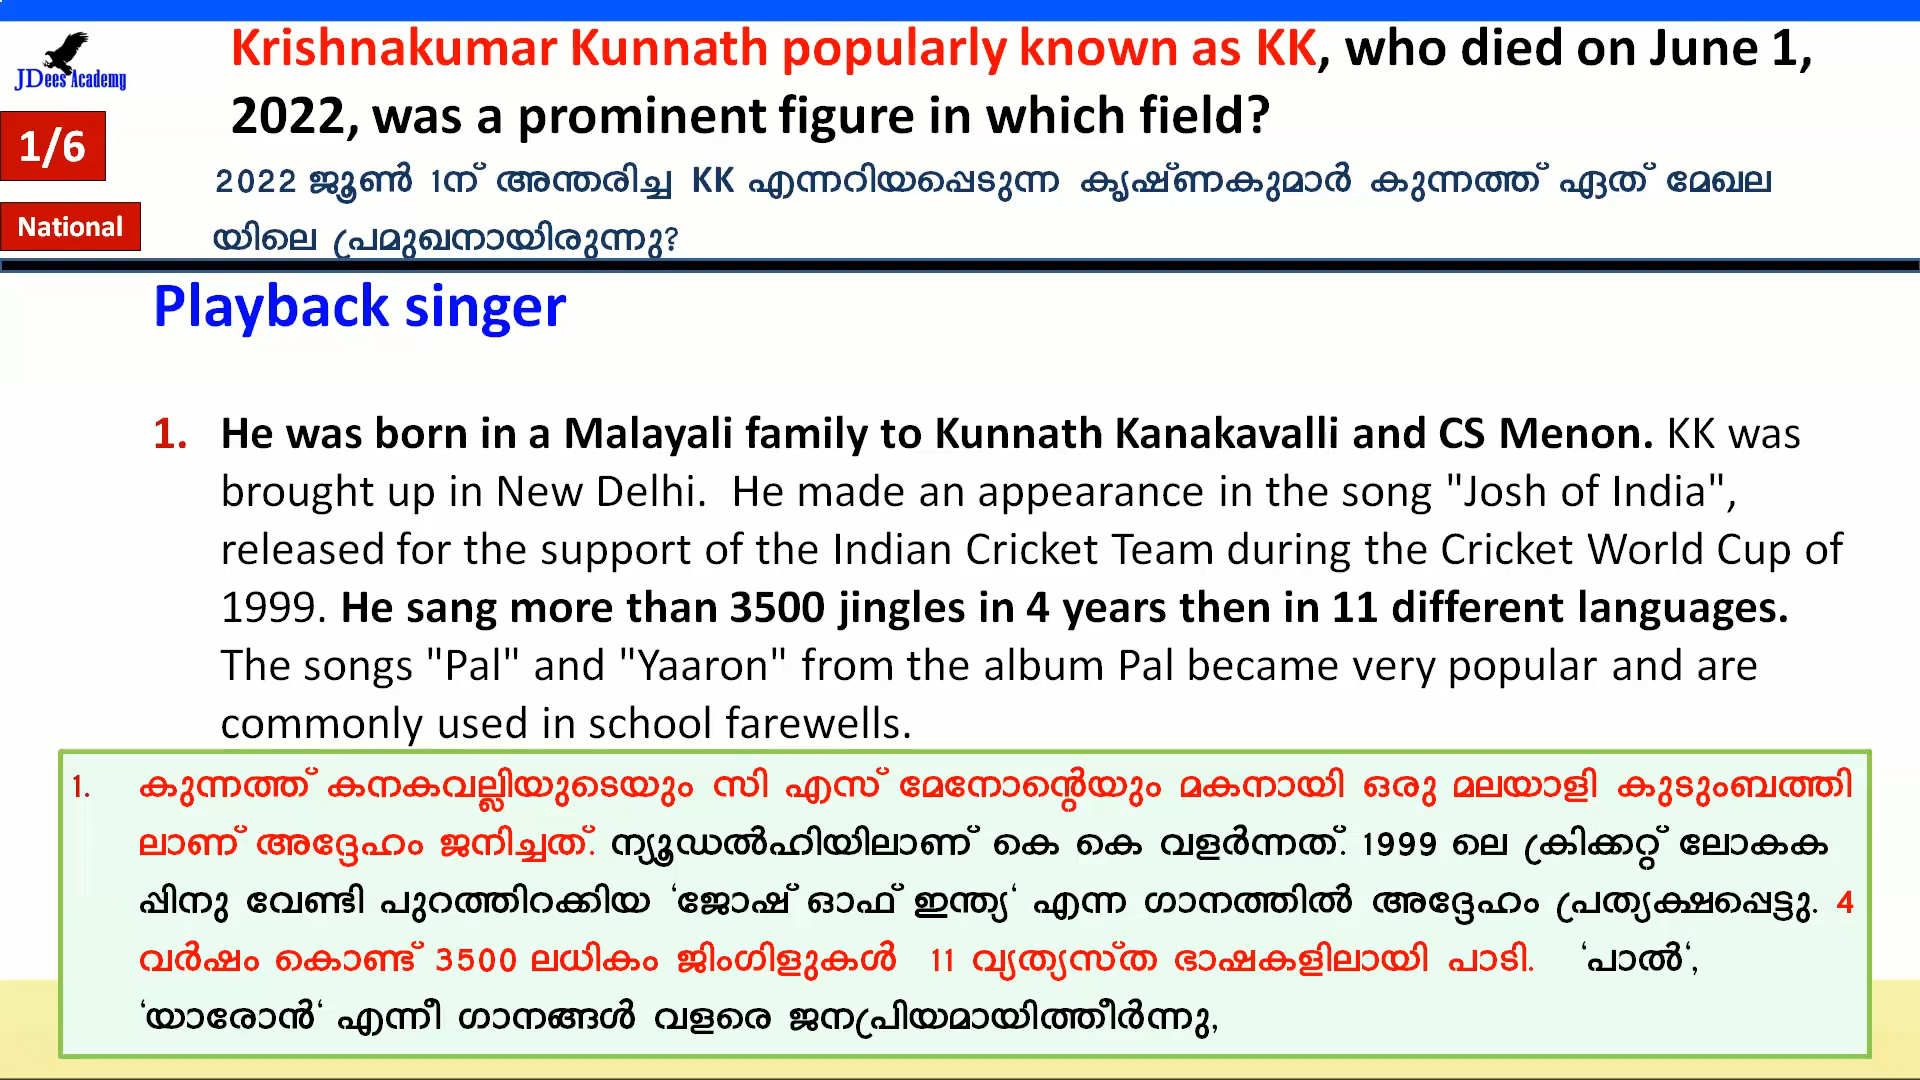 JDees Academy
Krishnakumar Kunnath popularly known as KK, who died on June 1,
2022, was a prominent figure in which field?
1/6
2022 ജൂൺ 1ന് അന്തരിച്ച KK എന്നറിയപ്പെടുന്ന കൃഷ്ണകുമാർ കുന്നത്ത് ഏത് മേഖല
യിലെ പ്രമുഖനായിരുന്നു?
National
Playback singer
1. He was born in a Malayali family to Kunnath Kanakavalli and CS Menon. KK was
brought up in New Delhi. He made an appearance in the song "Josh of India",
released for the support of the Indian Cricket Team during the Cricket World Cup of
1999. He sang more than 3500 jingles in 4 years then in 11 different languages.
The songs "Pal" and "Yaaron" from the album Pal became very popular and are
commonly used in school farewells.
1. കുന്നത്ത് കനകവല്ലിയുടെയും സി എസ് മേനോന്റെയും മകനായി ഒരു മലയാളി കുടുംബത്തി
ലാണ് അദ്ദേഹം ജനിച്ചത്. ന്യൂഡൽഹിയിലാണ് കെ കെ വളർന്നത്. 1999 ലെ ക്രിക്കറ്റ് ലോകക
പ്പിനു വേണ്ടി പുറത്തിറക്കിയ ‘ജോഷ് ഓഫ് ഇന്ത്യ‘ എന്ന ഗാനത്തിൽ അദ്ദേഹം പ്രത്യക്ഷപ്പെട്ടു. 4
വർഷം കൊണ്ട് 3500 ലധികം ജിംഗിളുകൾ 11 വ്യത്യസ്ത ഭാഷകളിലായി പാടി. ‘പാൽ‘,
‘യാരോൻ‘ എന്നീ ഗാനങ്ങൾ വളരെ ജനപ്രിയമായിത്തീർന്നു,